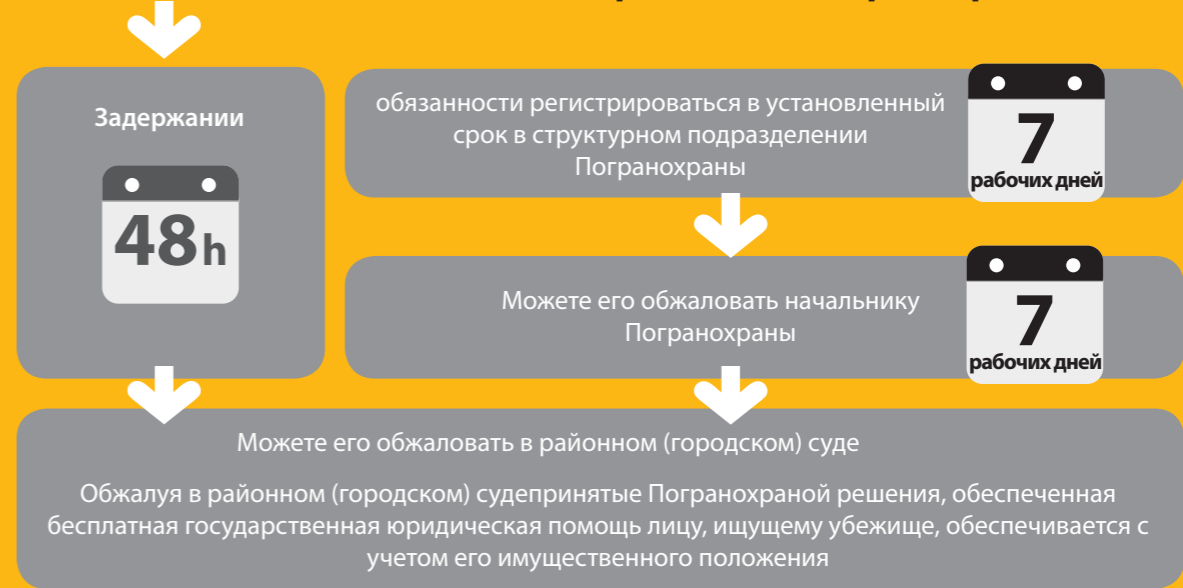 Задержании
48h
обязанности регистрироваться в установленный
срок в структурном подразделении
Погранохраны
7
рабочих дней
Можете его обжаловать начальнику
Погранохраны
7
рабочих дней
Можете его обжаловать в районном (городском) суде
Обжалуя в районном (городском) судепринятые Погранохраной решения, обеспеченная
бесплатная государственная юридическая помощь лицу, ищущему убежище, обеспечивается с
учетом его имущественного положения